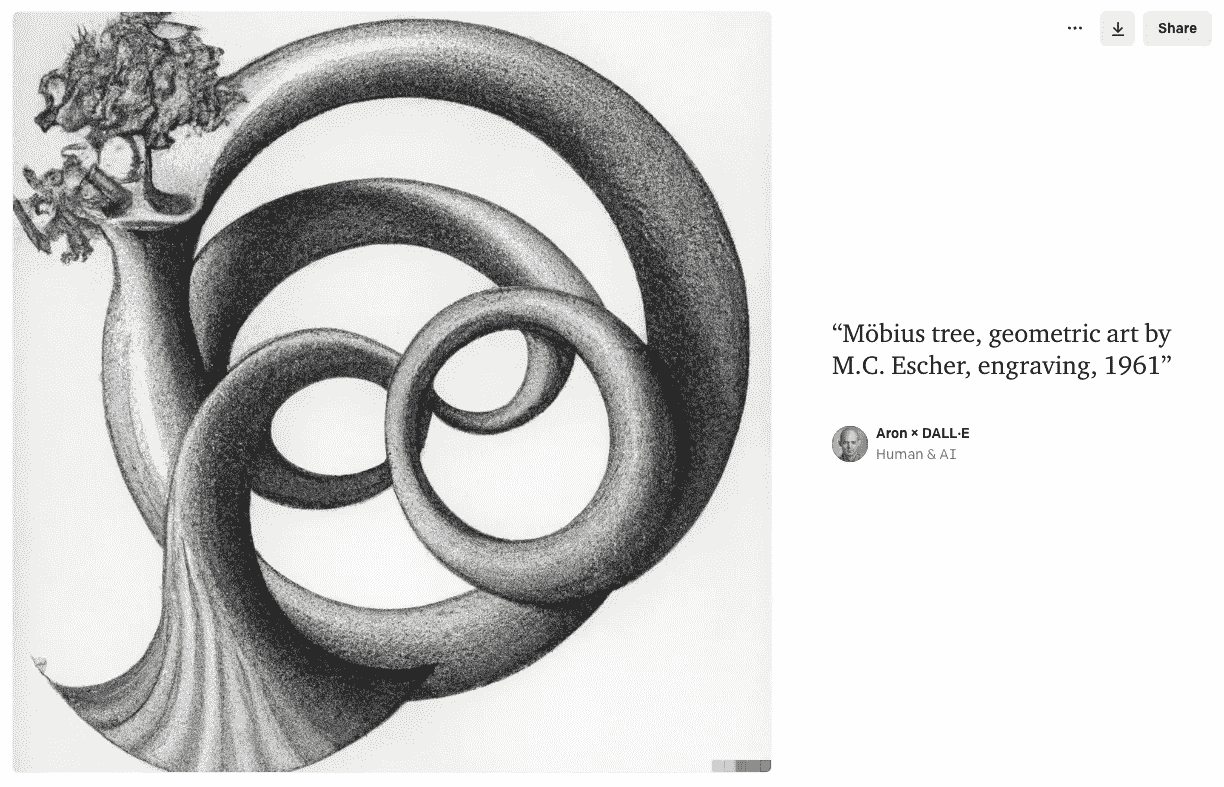 Share
“Möbius tree, geometric art by
M.C. Escher, engraving, 1961”
Aron × DALL·E
Human & AI